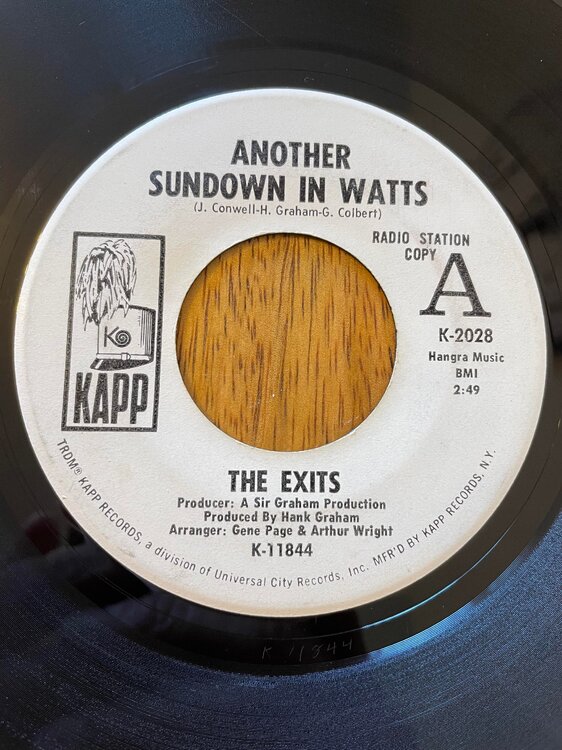 ANOTHER
SUNDOWN IN WATTS
(J. Conwell-H. Graham-G. Colbert)
RADIO STATION
COPY
A
K-2028
Hangra Music
BMI
2:49
K
KAPP
THE EXITS
Producer: A Sir Graham Production
Produced By Hank Graham
Arranger: Gene Page & Arthur Wright
K-11844
TRDM® KAPP RECORDS, a division of Universal City Records, Inc. MFR'D BY KAPP RECORDS, N.Y.
K 11844